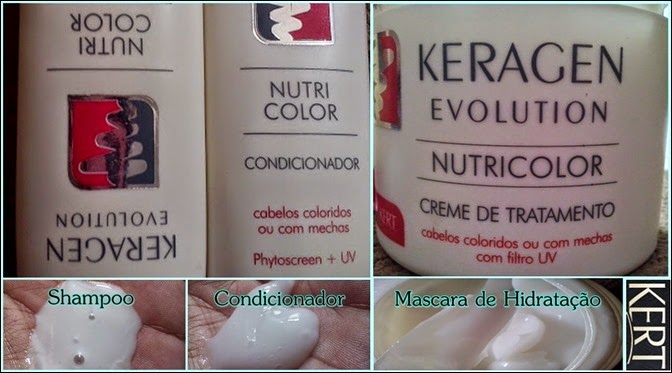 NUTRI
COLOR
KERAGEN
EVOLUTION
NUTRI
COLOR
CONDICIONADOR
cabelos coloridos
ou com mechas
Phytoscreen + UV
KERAGEN
EVOLUTION
NUTRICOLOR
CREME DE TRATAMENTO
cabelos coloridos ou com mechas
com filtro UV
KERT
Shampoo
Condicionador
Mascara de Hidratação
KERT